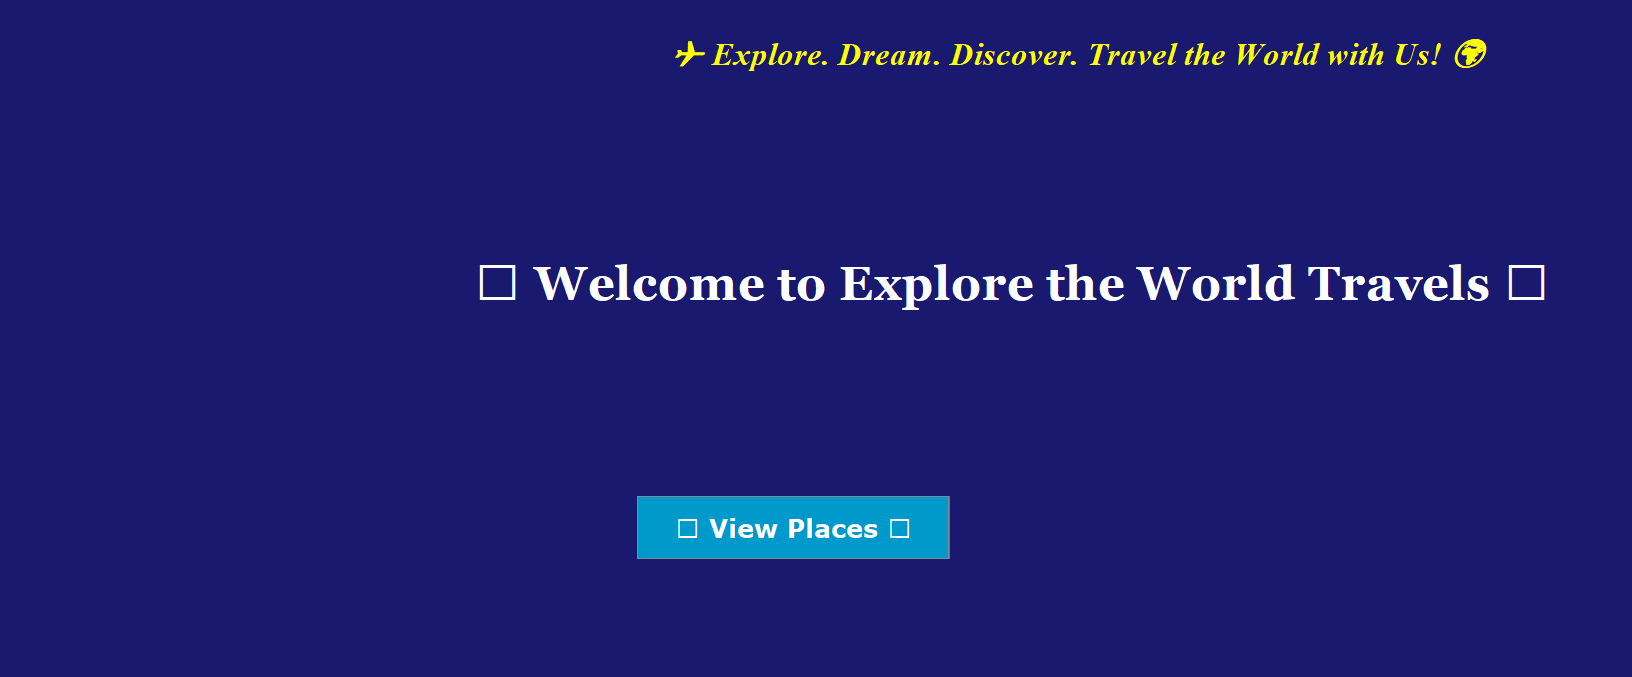 ✈ Explore. Dream. Discover. Travel the World with Us! 🌍
□ Welcome to Explore the World Travels □
□ View Places □